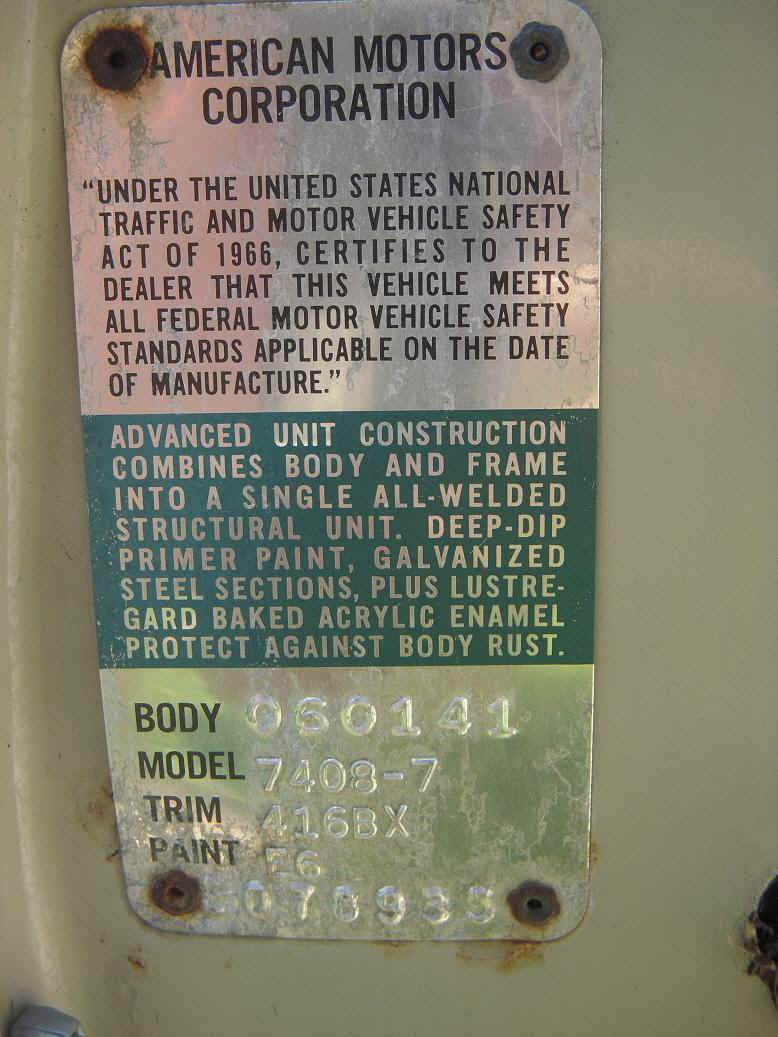 AMERICAN MOTORS
CORPORATION
“UNDER THE UNITED STATES NATIONAL
TRAFFIC AND MOTOR VEHICLE SAFETY
ACT OF 1966, CERTIFIES TO THE
DEALER THAT THIS VEHICLE MEETS
ALL FEDERAL MOTOR VEHICLE SAFETY
STANDARDS APPLICABLE ON THE DATE
OF MANUFACTURE.”
ADVANCED UNIT CONSTRUCTION
COMBINES BODY AND FRAME
INTO A SINGLE ALL-WELDED
STRUCTURAL UNIT. DEEP-DIP
PRIMER PAINT, GALVANIZED
STEEL SECTIONS, PLUS LUSTRE-
GARD BAKED ACRYLIC ENAMEL
PROTECT AGAINST BODY RUST.
BODY 060141
MODEL 7408-7
TRIM 416BX
PAINT E6